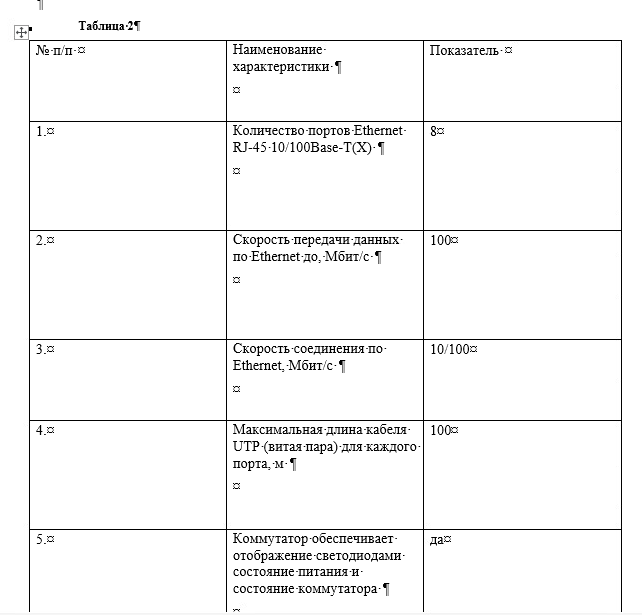 Таблица 2
№ п/п
Наименование
характеристики
Показатель
1.
Количество портов Ethernet
RJ-45 10/100Base-T(X)
8
2.
Скорость передачи данных
по Ethernet до, Мбит/с
100
3.
Скорость соединения по
Ethernet, Мбит/с
10/100
4.
Максимальная длина кабеля
UTP (витая пара) для каждого
порта, м
100
5.
Коммутатор обеспечивает
отображение светодиодами
состояние питания и
состояние коммутатора
да